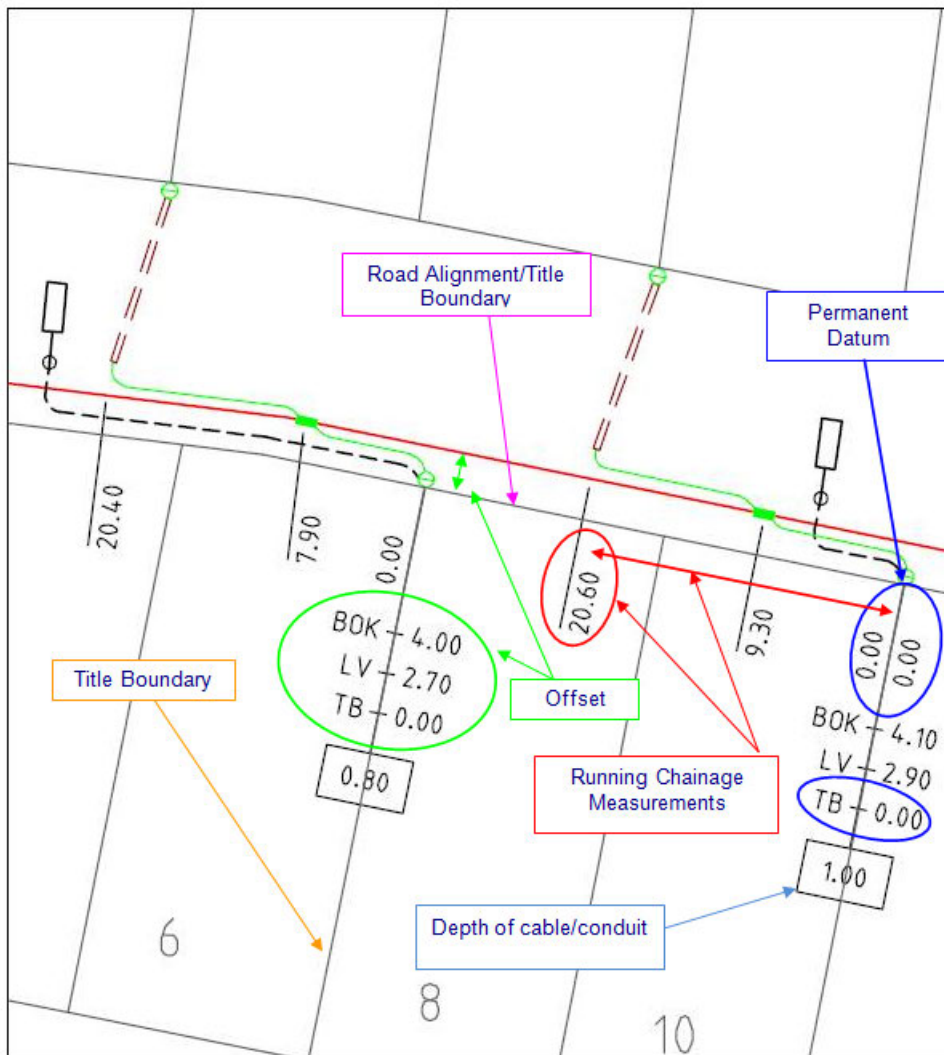 Road Alignment/Title
Boundary
Permanent
Datum
20.40
7.90
0.00
20.60
9.30
0.00
0.00
BOK 4.00
LV 2.70
TB 0.00
0.80
BOK 4.10
LV 2.90
TB 0.00
1.00
Title Boundary
Offset
Running Chainage
Measurements
Depth of cable/conduit
6
8
10